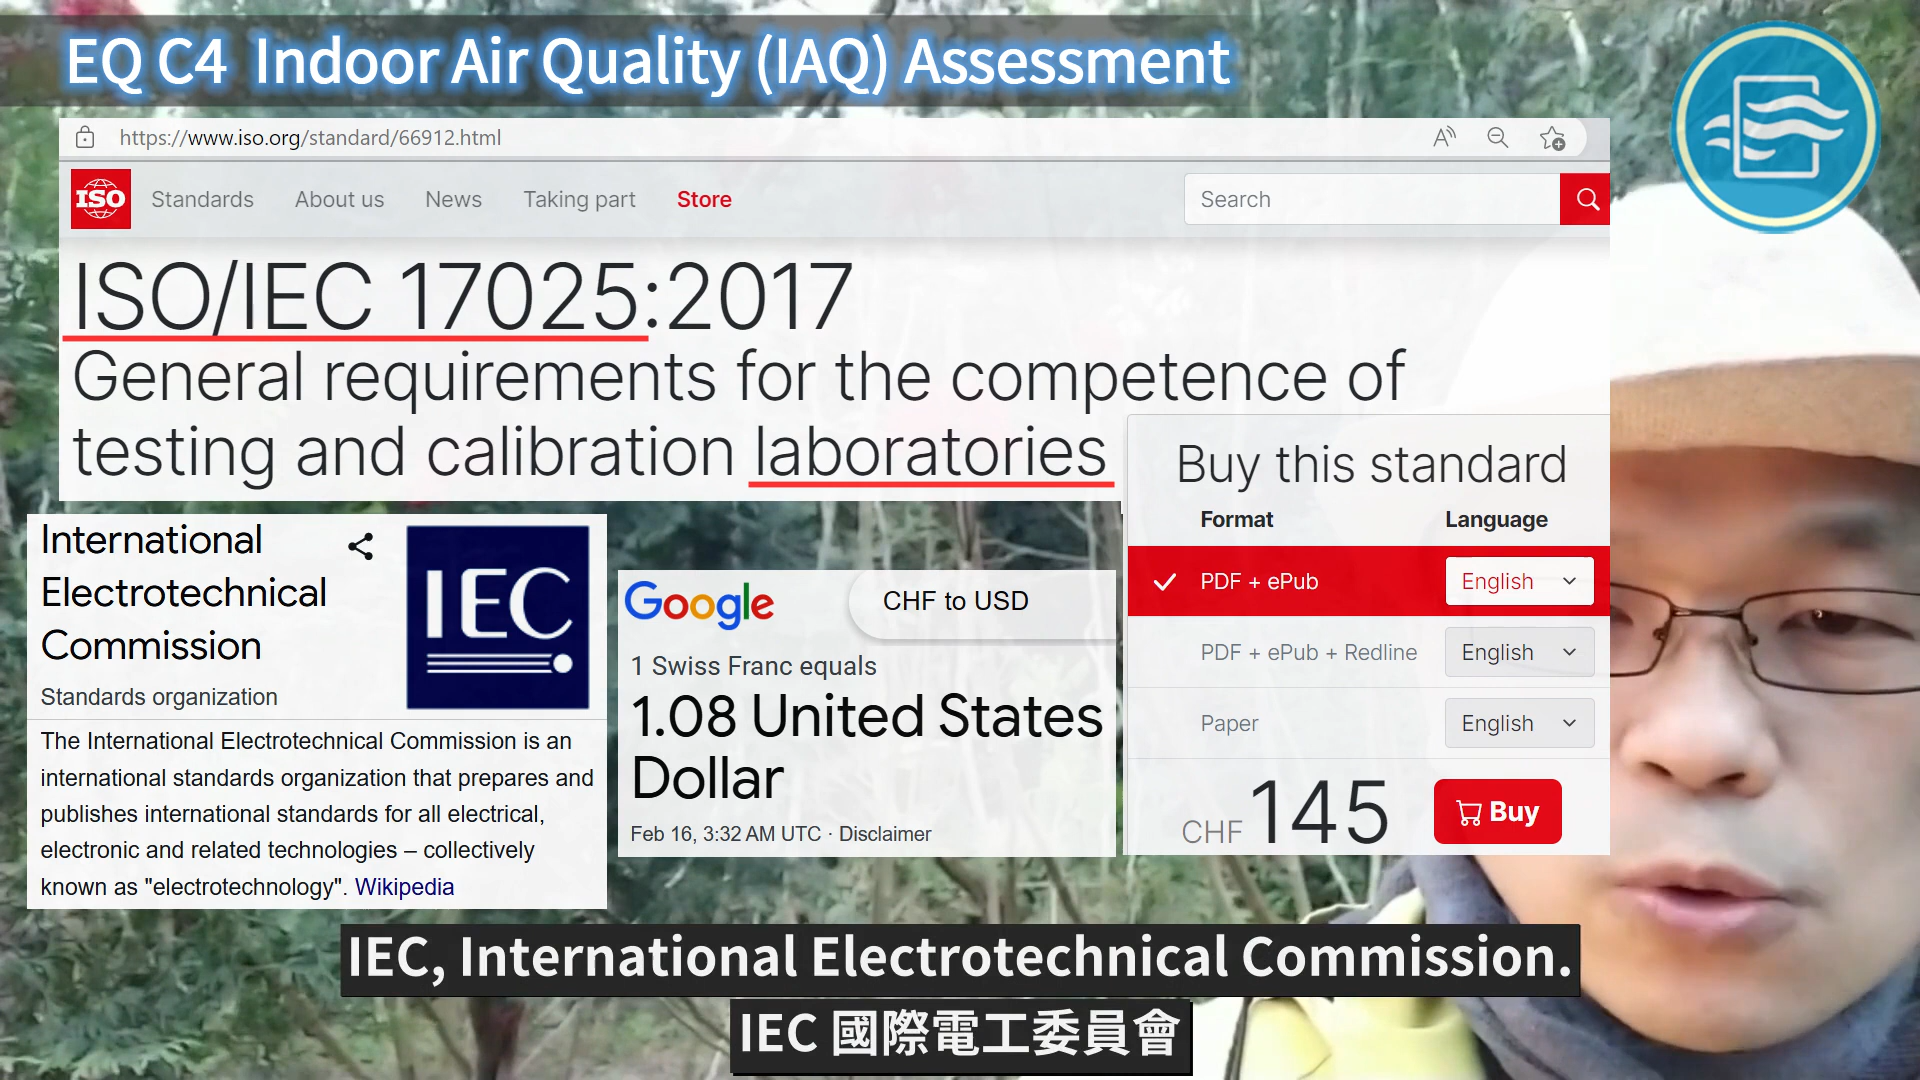 EQ C4 Indoor Air Quality (IAQ) Assessment
https://www.iso.org/standard/66912.html
ISO Standards About us News Taking part Store Search
ISO/IEC 17025:2017
General requirements for the competence of
testing and calibration laboratories
Buy this standard
Format Language
PDF + ePub English
PDF + ePub + Redline English
Paper English
CHF 145 Buy
International
Electrotechnical
Commission
IEC
Standards organization
The International Electrotechnical Commission is an
international standards organization that prepares and
publishes international standards for all electrical,
electronic and related technologies – collectively
known as "electrotechnology". Wikipedia
Google CHF to USD
1 Swiss Franc equals
1.08 United States
Dollar
Feb 16, 3:32 AM UTC · Disclaimer
IEC, International Electrotechnical Commission.
IEC 國際電工委員會